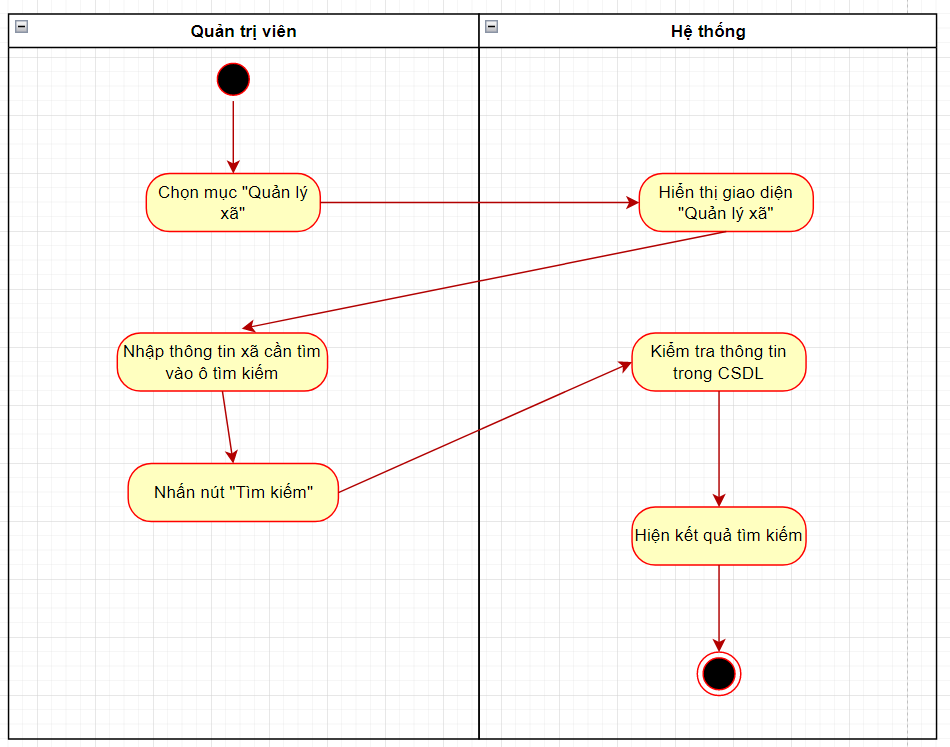 Quản trị viên
Hệ thống
Chọn mục "Quản lý
xã"
Hiển thị giao diện
"Quản lý xã"
Nhập thông tin xã cần tìm
vào ô tìm kiếm
Kiểm tra thông tin
trong CSDL
Nhấn nút "Tìm kiếm"
Hiện kết quả tìm kiếm